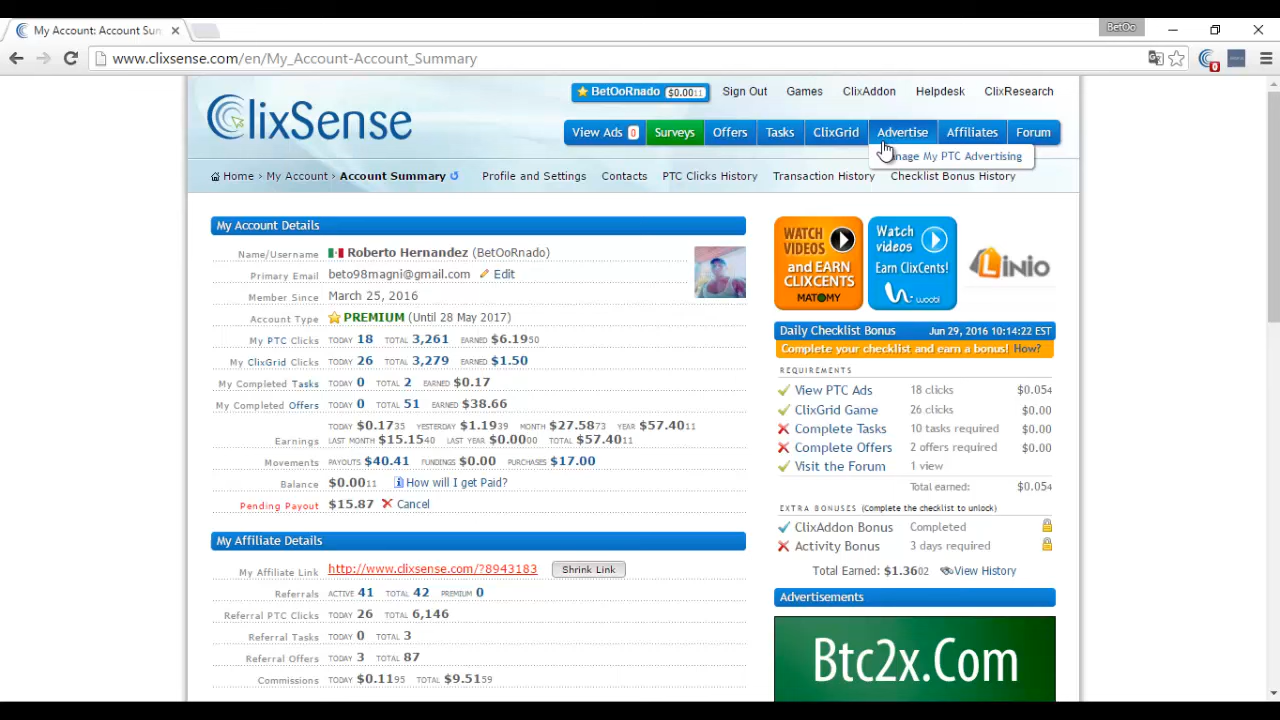 My Account: Account Sum
BetOo
www.clixsense.com/en/My_Account-Account_Summary
0
ClixSense
BetOoRnado $0.0011
Sign Out Games ClixAddon Helpdesk ClixResearch
View Ads 0 Surveys Offers Tasks ClixGrid Advertise Affiliates Forum
nage My PTC Advertising
Home › My Account › Account Summary Profile and Settings Contacts PTC Clicks History Transaction History Checklist Bonus History
My Account Details
Name/Username Roberto Hernandez (BetOoRnado)
Primary Email beto98magni@gmail.com Edit
Member Since March 25, 2016
Account Type PREMIUM (Until 28 May 2017)
My PTC Clicks TODAY 18 TOTAL 3,261 EARNED $6.1950
My ClixGrid Clicks TODAY 26 TOTAL 3,279 EARNED $1.50
My Completed Tasks TODAY 0 TOTAL 2 EARNED $0.17
My Completed Offers TODAY 0 TOTAL 51 EARNED $38.66
TODAY $0.1735 YESTERDAY $1.1939 MONTH $27.5873 YEAR $57.4011
Earnings LAST MONTH $15.1540 LAST YEAR $0.0000 TOTAL $57.4011
Movements PAYOUTS $40.41 FUNDINGS $0.00 PURCHASES $17.00
Balance $0.0011 How will I get Paid?
Pending Payout $15.87 Cancel
My Affiliate Details
My Affiliate Link http://www.clixsense.com/?8943183 Shrink Link
Referrals ACTIVE 41 TOTAL 42 PREMIUM 0
Referral PTC Clicks TODAY 26 TOTAL 6,146
Referral Tasks TODAY 0 TOTAL 3
Referral Offers TODAY 3 TOTAL 87
Commissions TODAY $0.1195 TOTAL $9.5159
WATCH
VIDEOS
and EARN
CLIXCENTS
MATOMY
Watch
videos
Earn ClixCents!
woobi
Linio
Daily Checklist Bonus Jun 29, 2016 10:14:22 EST
Complete your checklist and earn a bonus! How?
REQUIREMENTS
View PTC Ads 18 clicks $0.054
ClixGrid Game 26 clicks $0.00
Complete Tasks 10 tasks required $0.00
Complete Offers 2 offers required $0.00
Visit the Forum 1 view
Total earned: $0.054
EXTRA BONUSES (Complete the checklist to unlock)
ClixAddon Bonus Completed
Activity Bonus 3 days required
Total Earned: $1.3602 View History
Advertisements
Btc2x.Com